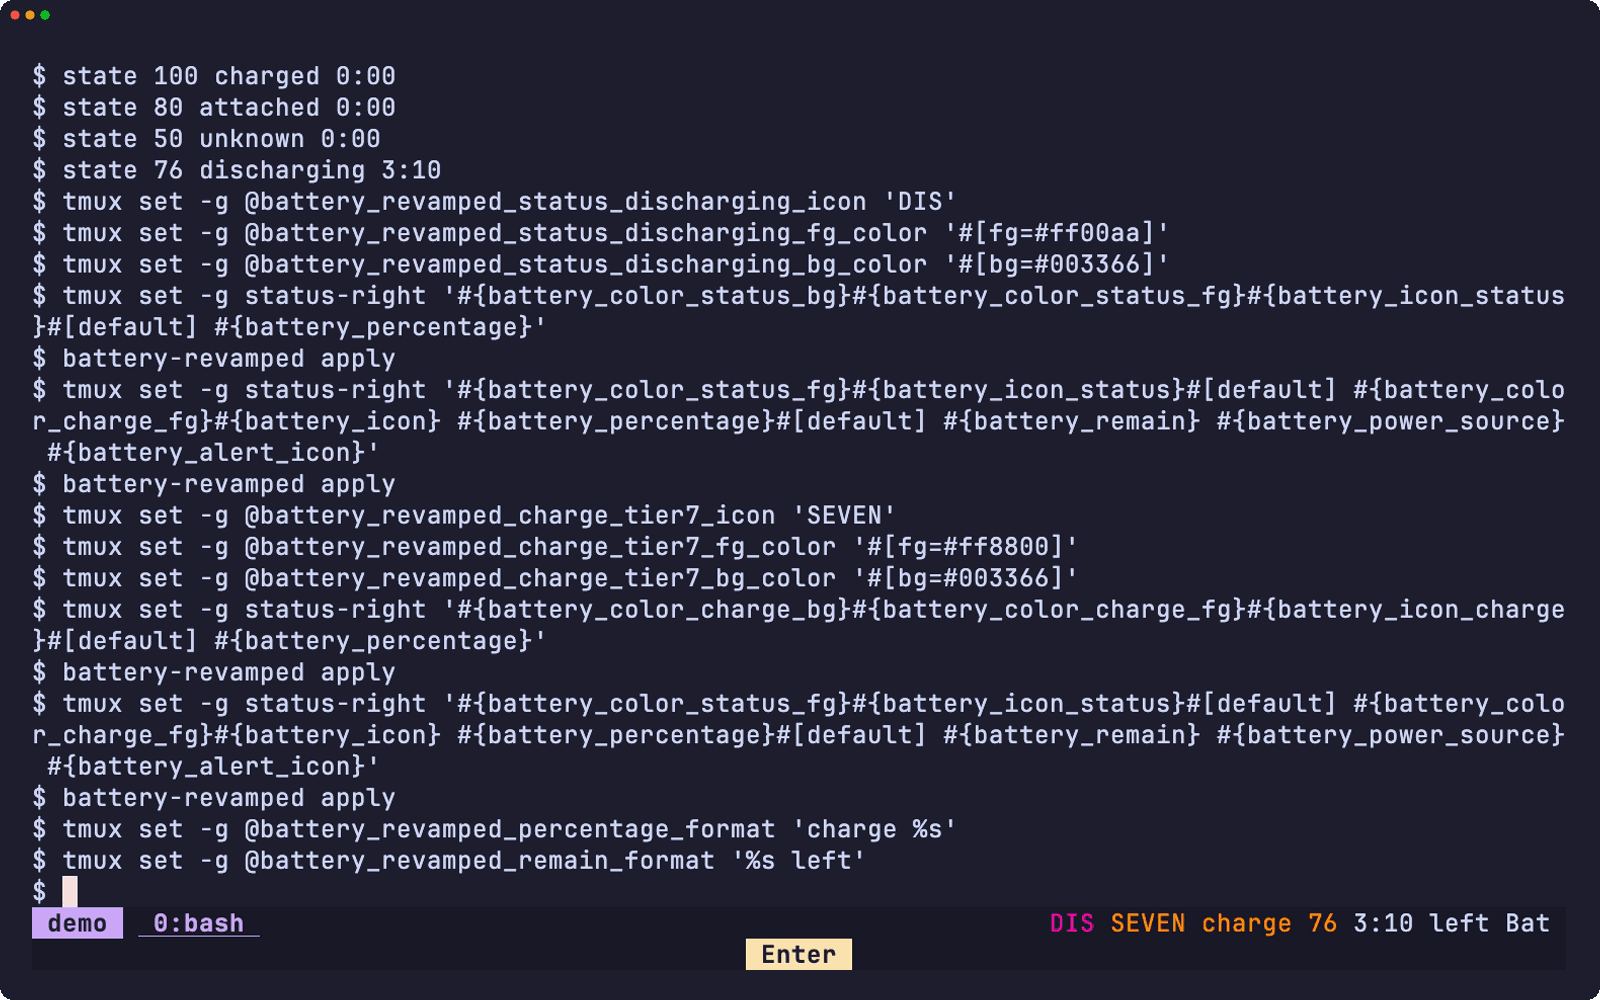 $ state 100 charged 0:00
$ state 80 attached 0:00
$ state 50 unknown 0:00
$ state 76 discharging 3:10
$ tmux set -g @battery_revamped_status_discharging_icon 'DIS'
$ tmux set -g @battery_revamped_status_discharging_fg_color '#[fg=#ff00aa]'
$ tmux set -g @battery_revamped_status_discharging_bg_color '#[bg=#003366]'
$ tmux set -g status-right '#{battery_color_status_bg}#{battery_color_status_fg}#{battery_icon_status
}#[default] #{battery_percentage}'
$ battery-revamped apply
$ tmux set -g status-right '#{battery_color_status_fg}#{battery_icon_status}#[default] #{battery_colo
r_charge_fg}#{battery_icon} #{battery_percentage}#[default] #{battery_remain} #{battery_power_source}
 #{battery_alert_icon}'
$ battery-revamped apply
$ tmux set -g @battery_revamped_charge_tier7_icon 'SEVEN'
$ tmux set -g @battery_revamped_charge_tier7_fg_color '#[fg=#ff8800]'
$ tmux set -g @battery_revamped_charge_tier7_bg_color '#[bg=#003366]'
$ tmux set -g status-right '#{battery_color_charge_bg}#{battery_color_charge_fg}#{battery_icon_charge
}#[default] #{battery_percentage}'
$ battery-revamped apply
$ tmux set -g status-right '#{battery_color_status_fg}#{battery_icon_status}#[default] #{battery_colo
r_charge_fg}#{battery_icon} #{battery_percentage}#[default] #{battery_remain} #{battery_power_source}
 #{battery_alert_icon}'
$ battery-revamped apply
$ tmux set -g @battery_revamped_percentage_format 'charge %s'
$ tmux set -g @battery_revamped_remain_format '%s left'
$
demo 0:bash DIS SEVEN charge 76 3:10 left Bat
Enter